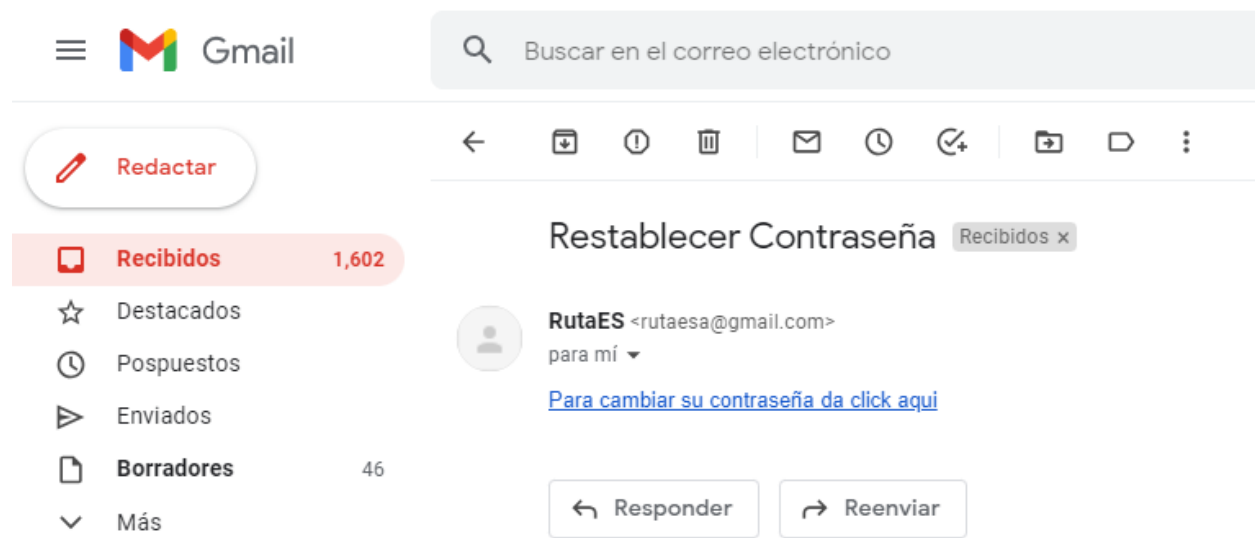 Gmail
Buscar en el correo electrónico
Redactar
Recibidos 1,602
Destacados
Pospuestos
Enviados
Borradores 46
Más
Restablecer Contraseña Recibidos x
RutaES <rutaesa@gmail.com>
para mí
Para cambiar su contraseña da click aqui
Responder Reenviar